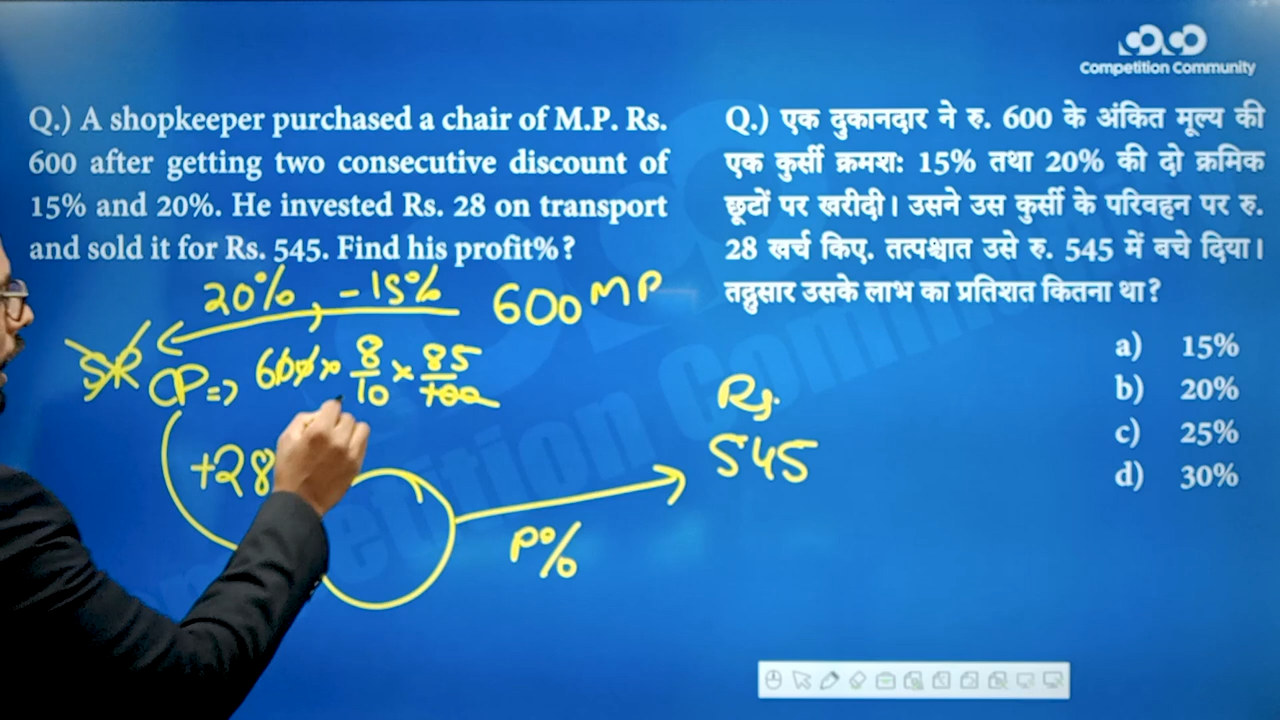 Competition Community
Q.) A shopkeeper purchased a chair of M.P. Rs.
600 after getting two consecutive discount of
15% and 20%. He invested Rs. 28 on transport
and sold it for Rs. 545. Find his profit%?
Q.) एक दुकानदार ने रु. 600 के अंकित मूल्य की
एक कुर्सी क्रमश: 15% तथा 20% की दो क्रमिक
छूटों पर खरीदी। उसने उस कुर्सी के परिवहन पर रु.
28 खर्च किए. तत्पश्चात उसे रु. 545 में बचे दिया।
तद्नुसार उसके लाभ का प्रतिशत कितना था?
a) 15%
b) 20%
c) 25%
d) 30%
20%, -15% 600 MP
SP CP => 600 × 8/10 × 85/100
+28
P%
Rs.
545